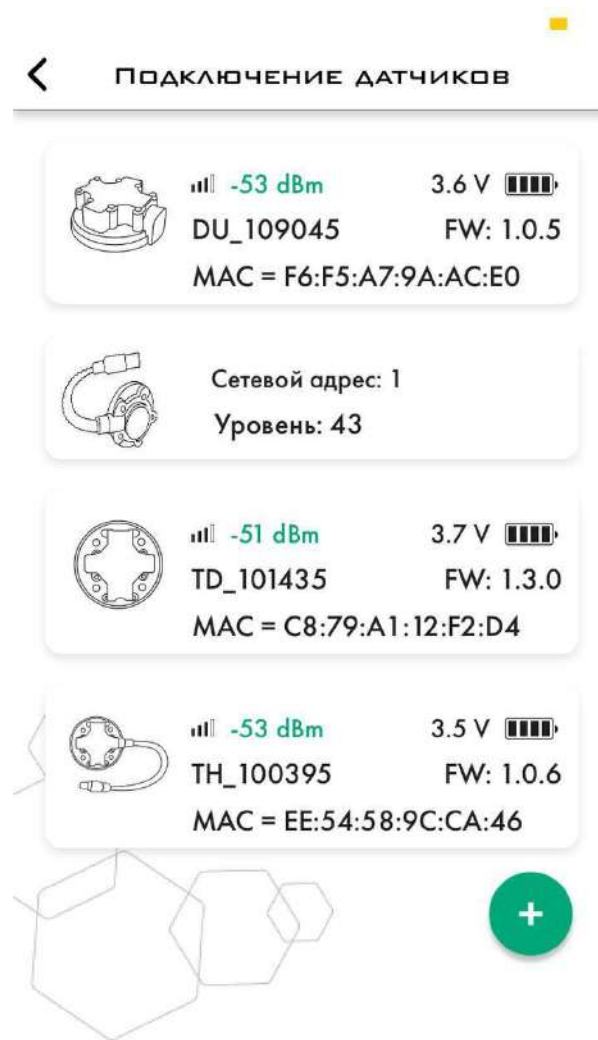 Подключение датчиков
-53 dBm 3.6 V
DU_109045 FW: 1.0.5
MAC = F6:F5:A7:9A:AC:E0
Сетевой адрес: 1
Уровень: 43
-51 dBm 3.7 V
TD_101435 FW: 1.3.0
MAC = C8:79:A1:12:F2:D4
-53 dBm 3.5 V
TH_100395 FW: 1.0.6
MAC = EE:54:58:9C:CA:46
+